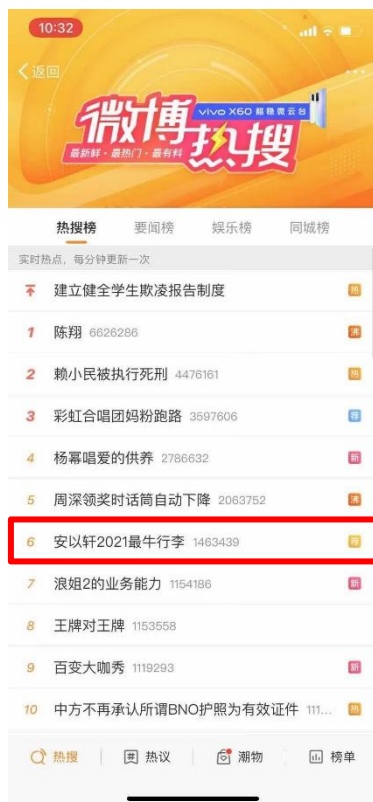 10:32
返回
微博热搜
vivo X60 超稳微云台
最新鲜·最热门·最有料
热搜榜 要闻榜 娱乐榜 同城榜
实时热点，每分钟更新一次
建立健全学生欺凌报告制度 热
1 陈翔 6626286 沸
2 赖小民被执行死刑 4476161 热
3 彩虹合唱团妈粉跑路 3597606 荐
4 杨幂唱爱的供养 2786632 新
5 周深领奖时话筒自动下降 2063752 沸
6 安以轩2021最牛行李 1463439 荐
7 浪姐2的业务能力 1154186 新
8 王牌对王牌 1153558
9 百变大咖秀 1119293 新
10 中方不再承认所谓BNO护照为有效证件 111... 热
热搜 热议 潮物 榜单